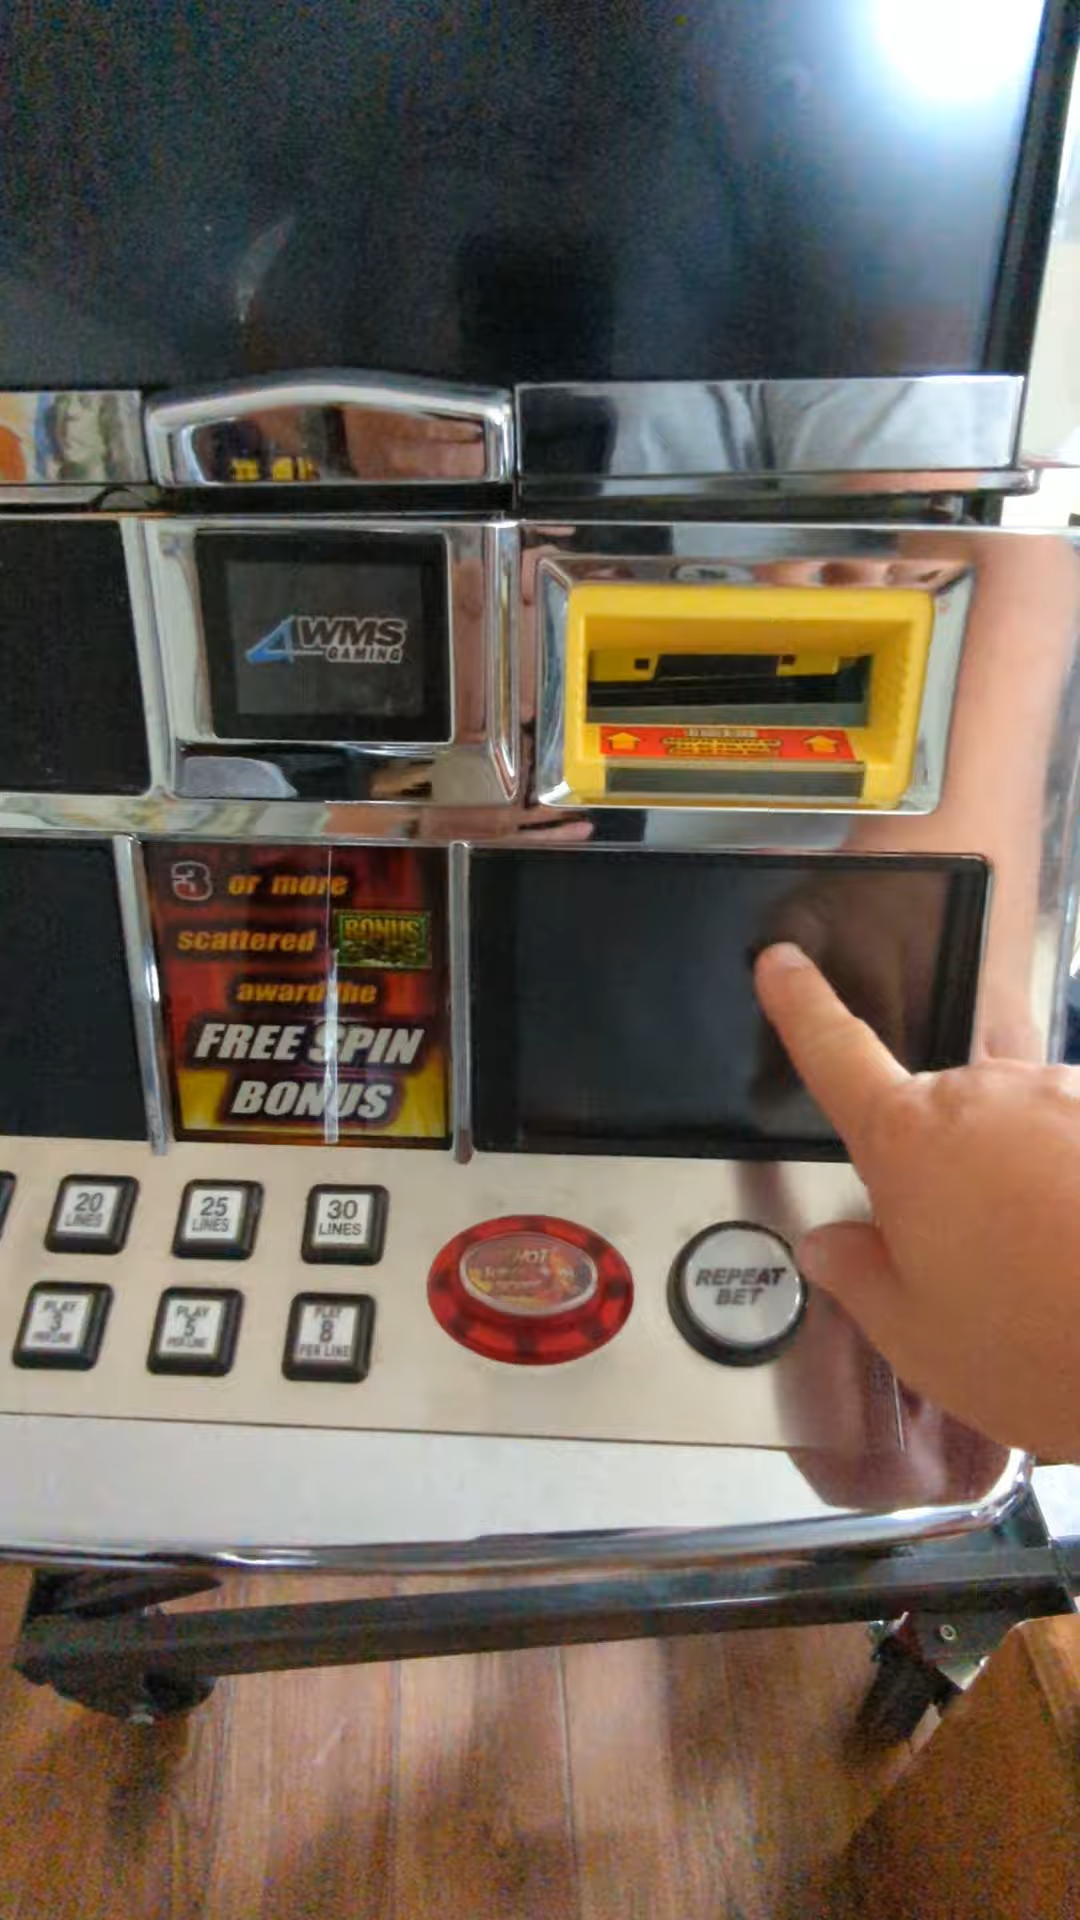 WMS
GAMING
3 or more
scattered BONUS
award the
FREE SPIN
BONUS
20
LINES
25
LINES
30
LINES
PLAY
3
PER LINE
PLAY
5
PER LINE
PLAY
8
PER LINE
HOT
REPEAT
BET